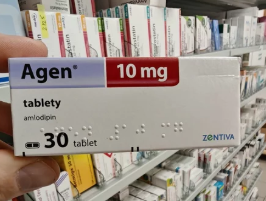 Agen®
10 mg
tablety
amlodipin
30 tablet
ZENTIVA